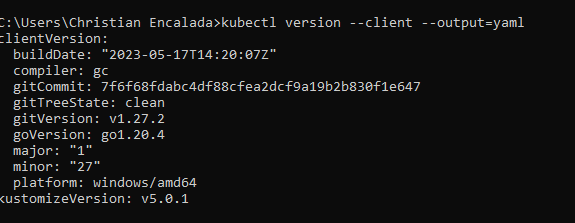 C:\Users\Christian Encalada>kubectl version --client --output=yaml
clientVersion:
  buildDate: "2023-05-17T14:20:07Z"
  compiler: gc
  gitCommit: 7f6f68fdabc4df88cfea2dcf9a19b2b830f1e647
  gitTreeState: clean
  gitVersion: v1.27.2
  goVersion: go1.20.4
  major: "1"
  minor: "27"
  platform: windows/amd64
kustomizeVersion: v5.0.1